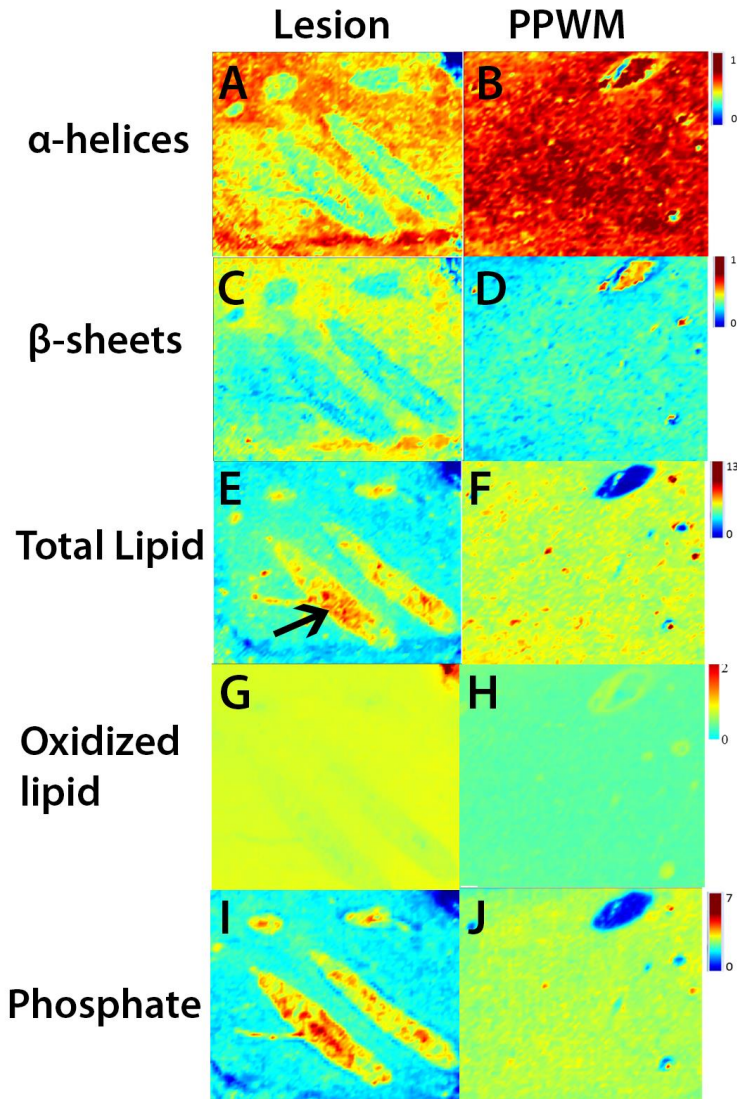 Lesion PPWM
α-helices A B 1 0
β-sheets C D 1 0
Total Lipid E F 13 0
Oxidized
lipid G H 2 0
Phosphate I J 7 0